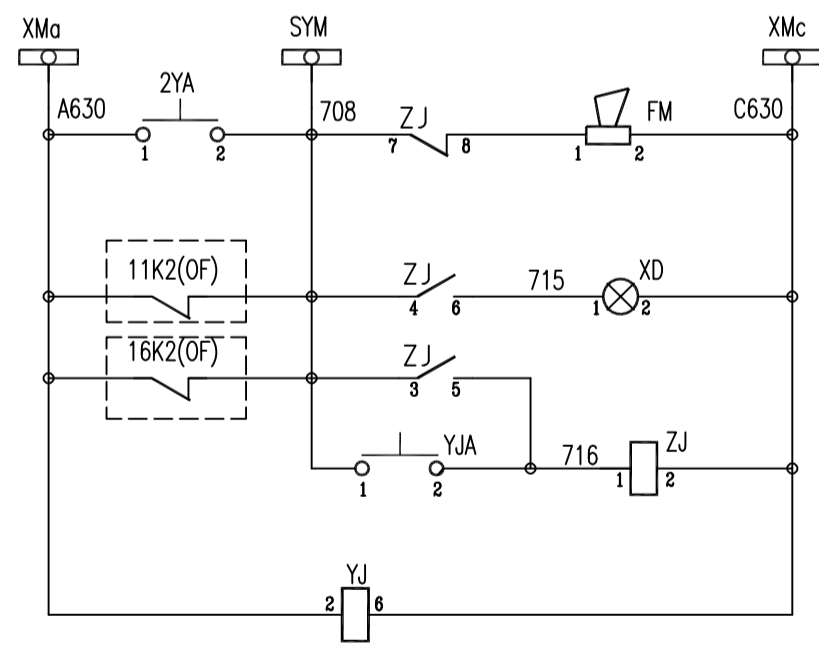 XMa SYM XMc
2YA
A630 708 ZJ FM C630
1 2 7 8 1 2
11K2(OF) ZJ 715 XD
4 6 1 2
16K2(OF) ZJ
3 5
YJA 716 ZJ
1 2 1 2
YJ
2 6